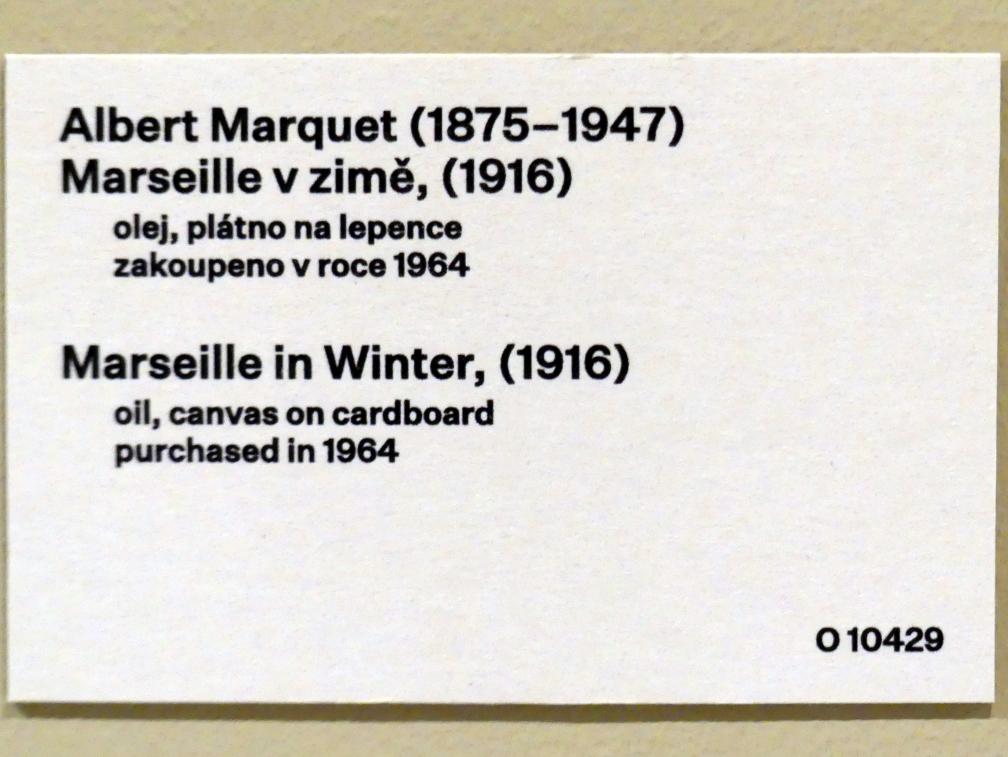 Albert Marquet (1875–1947)
Marseille v zimě, (1916)
olej, plátno na lepence
zakoupeno v roce 1964
Marseille in Winter, (1916)
oil, canvas on cardboard
purchased in 1964
O 10429